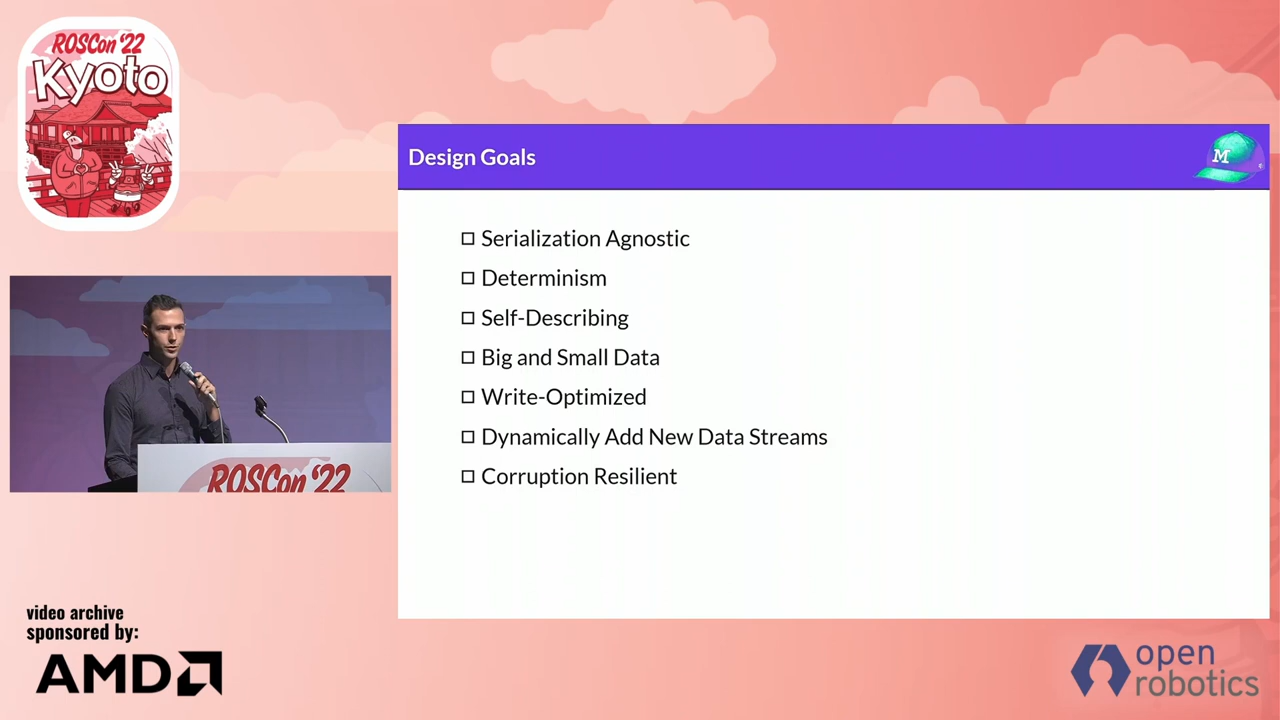 ROSCon '22
Kyoto
Design Goals
M
Serialization Agnostic
Determinism
Self-Describing
Big and Small Data
Write-Optimized
Dynamically Add New Data Streams
Corruption Resilient
ROSCon '22
video archive
sponsored by:
AMD
open
robotics